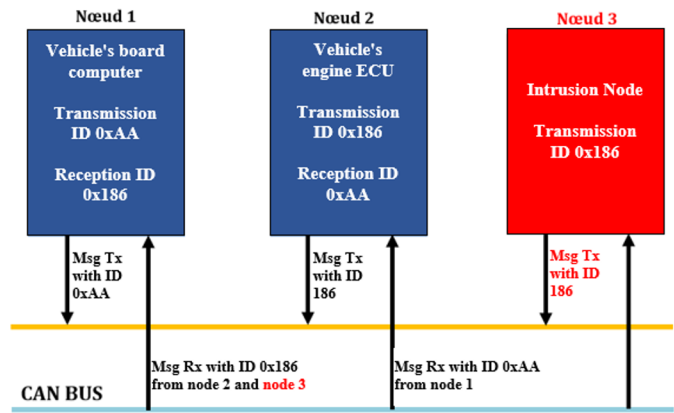 Nœud 1
Vehicle's board
computer
Transmission
ID 0xAA
Reception ID
0x186
Msg Tx
with ID
0xAA
Nœud 2
Vehicle's
engine ECU
Transmission
ID 0x186
Reception ID
0xAA
Msg Tx
with ID
186
Nœud 3
Intrusion Node
Transmission
ID 0x186
Msg Tx
with ID
186
Msg Rx with ID 0x186
from node 2 and node 3
Msg Rx with ID 0xAA
from node 1
CAN BUS